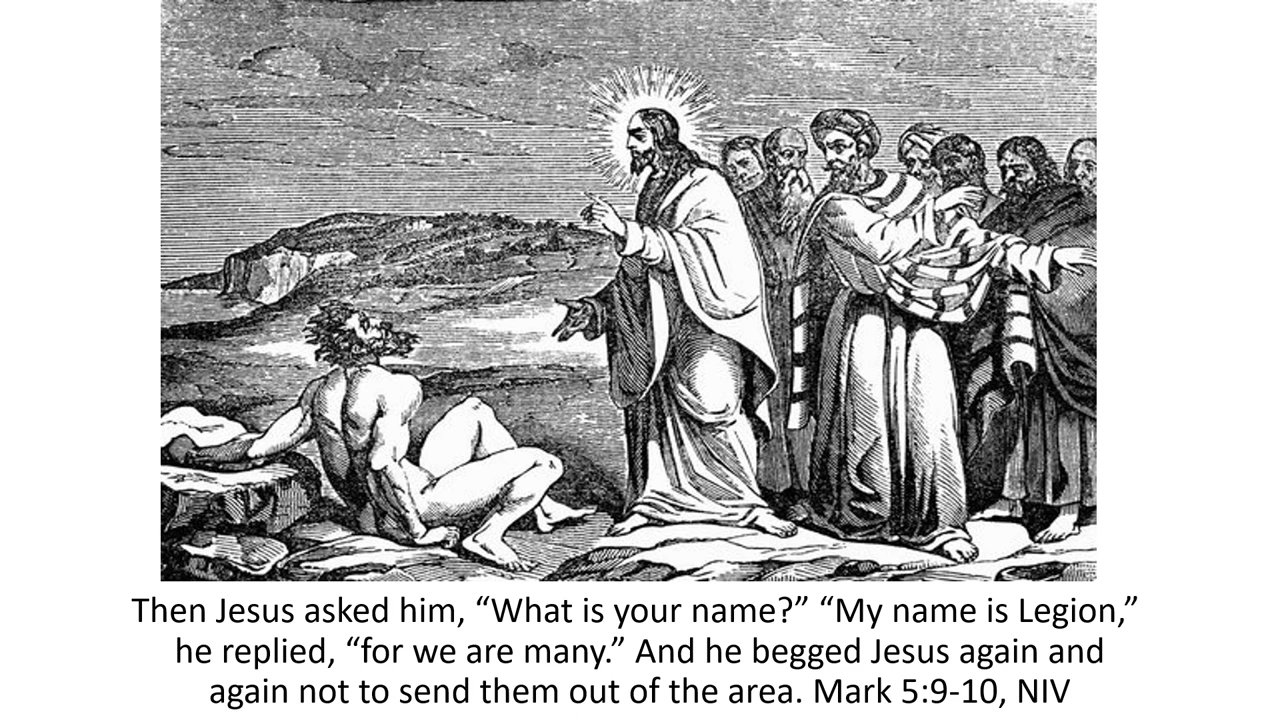 Then Jesus asked him, “What is your name?” “My name is Legion,”
he replied, “for we are many.” And he begged Jesus again and
again not to send them out of the area. Mark 5:9-10, NIV